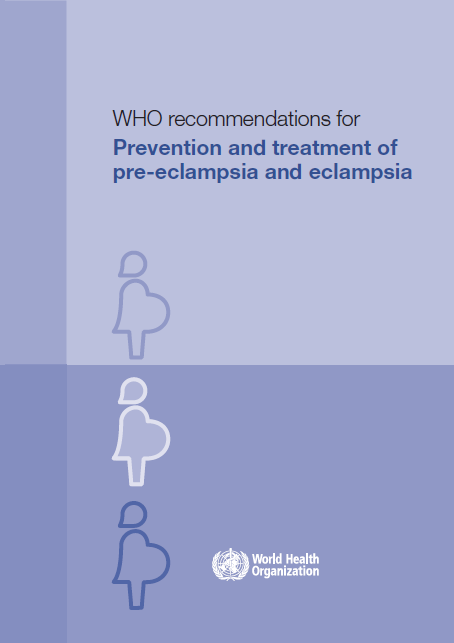 WHO recommendations for
Prevention and treatment of
pre-eclampsia and eclampsia
World Health
Organization